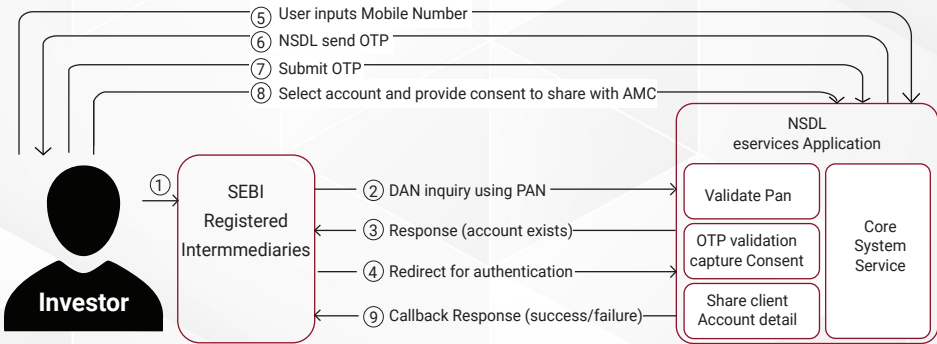 ⑤ User inputs Mobile Number
⑥ NSDL send OTP
⑦ Submit OTP
⑧ Select account and provide consent to share with AMC
Investor
①
SEBI
Registered
Intermmediaries
② DAN inquiry using PAN
③ Response (account exists)
④ Redirect for authentication
⑨ Callback Response (success/failure)
NSDL
eservices Application
Validate Pan
OTP validation
capture Consent
Share client
Account detail
Core
System
Service